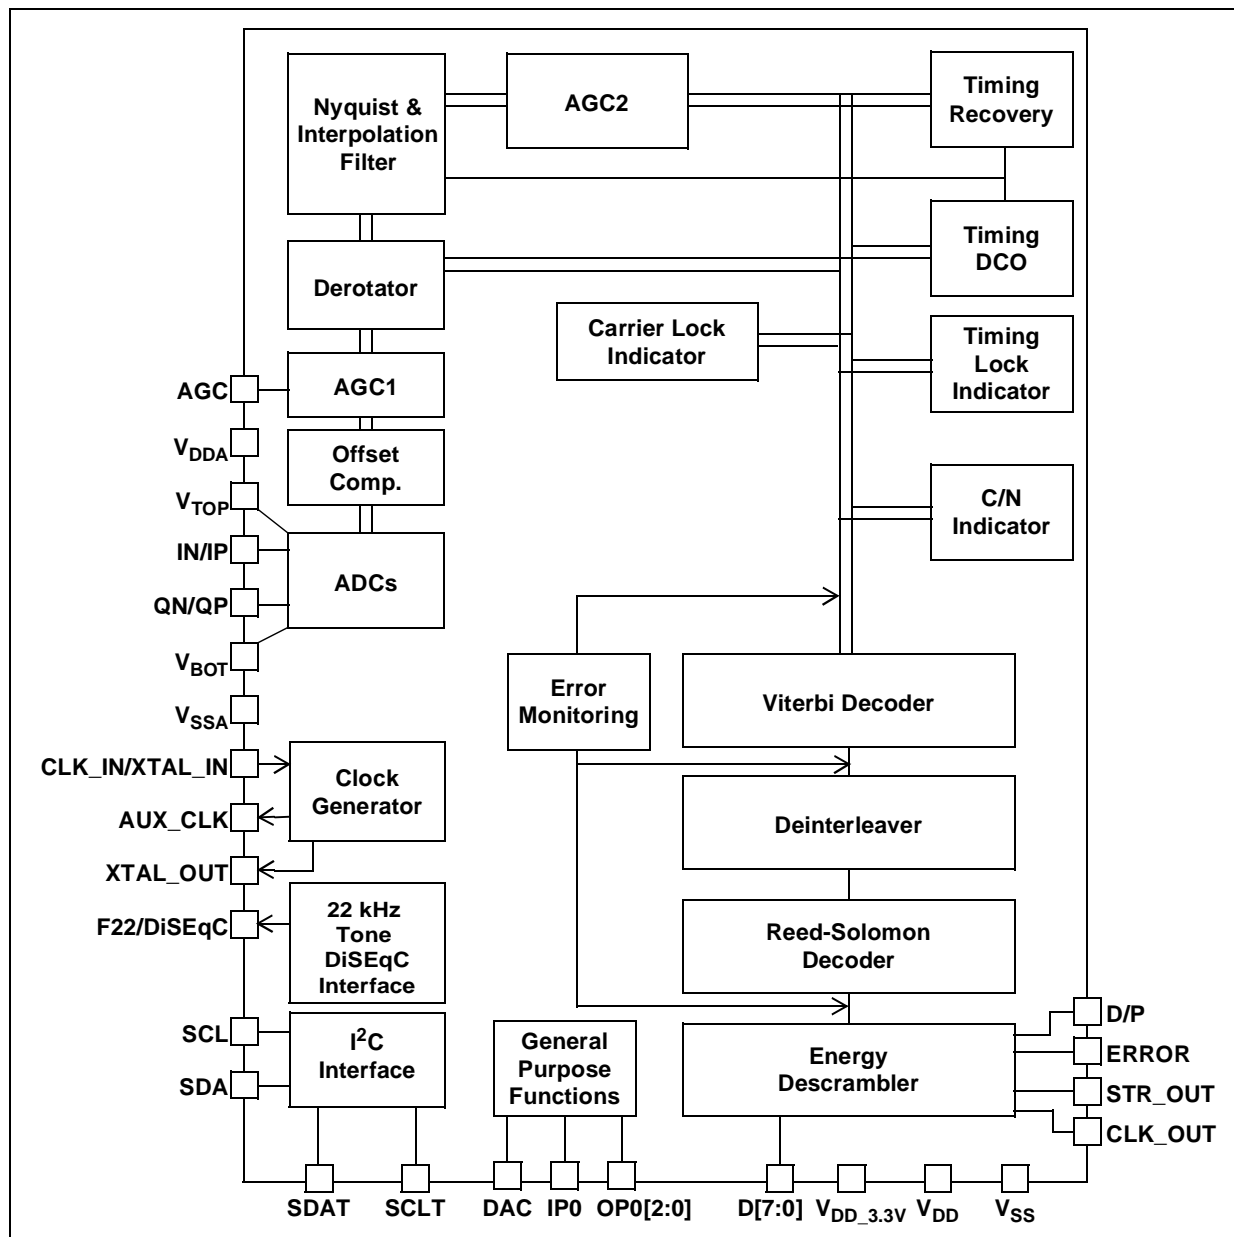 Nyquist &
Interpolation
Filter
AGC2
Timing
Recovery
Derotator
Timing
DCO
Carrier Lock
Indicator
Timing
Lock
Indicator
AGC
AGC1
VDDA
Offset
Comp.
VTOP
C/N
Indicator
IN/IP
ADCs
QN/QP
VBOT
Error
Monitoring
Viterbi Decoder
VSSA
CLK_IN/XTAL_IN
Clock
Generator
AUX_CLK
Deinterleaver
XTAL_OUT
F22/DiSEqC
22 kHz
Tone
DiSEqC
Interface
Reed-Solomon
Decoder
SCL
I2C
Interface
SDA
General
Purpose
Functions
Energy
Descrambler
D/P
ERROR
STR_OUT
CLK_OUT
SDAT
SCLT
DAC
IP0
OP0[2:0]
D[7:0]
VDD_3.3V
VDD
VSS